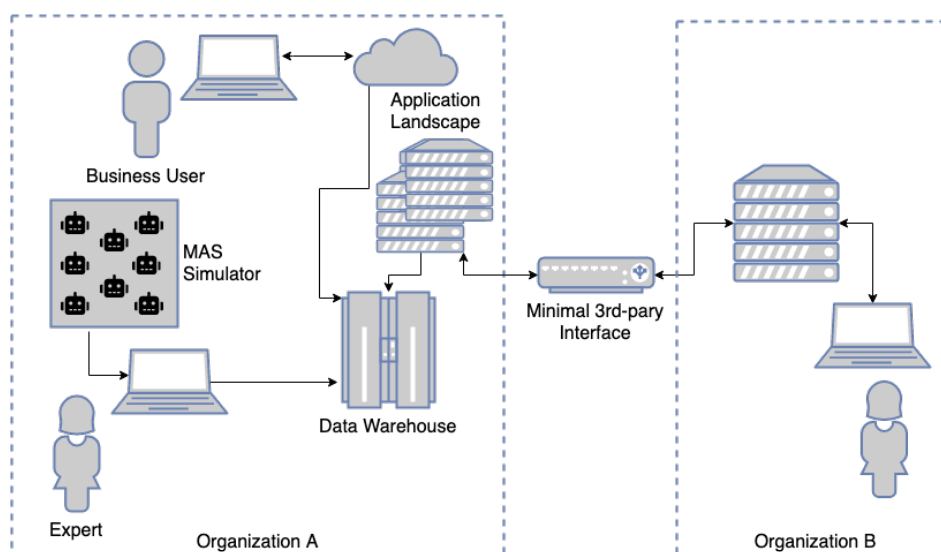 Application
Landscape
Business User
MAS
Simulator
Minimal 3rd-pary
Interface
Data Warehouse
Expert
Organization A
Organization B